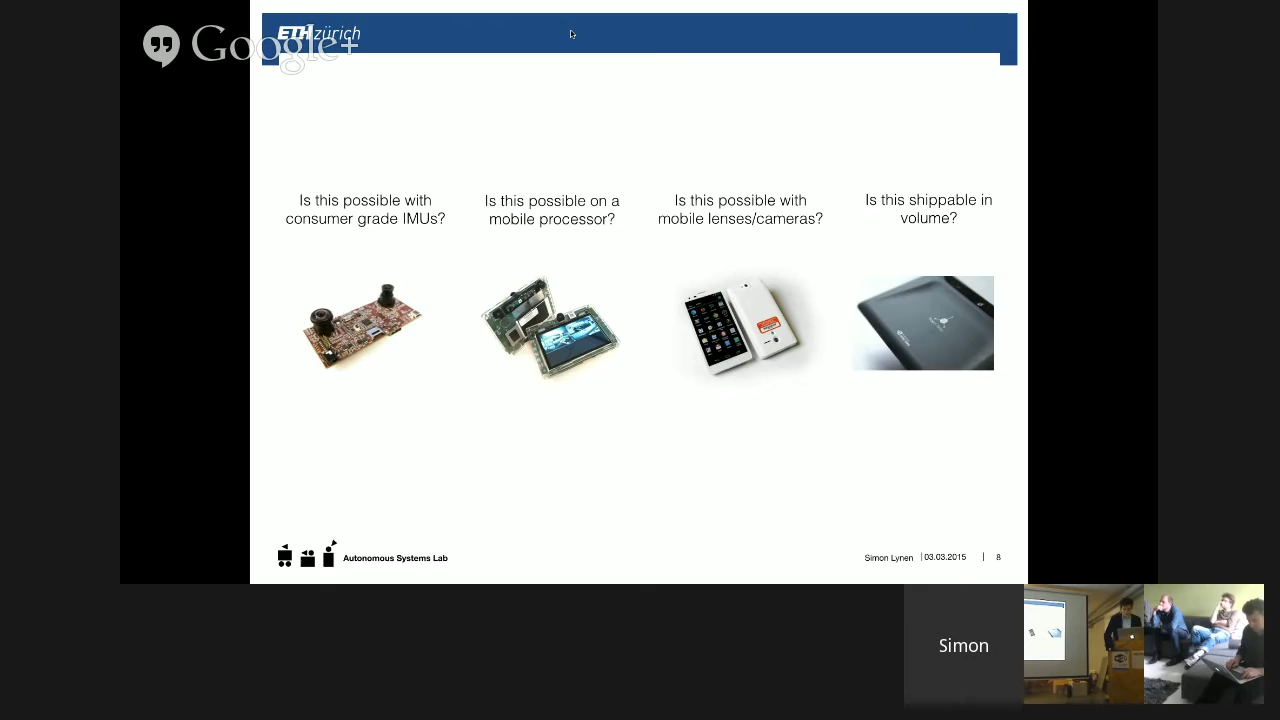 ETH zürich
Google+
Is this possible with
consumer grade IMUs?
Is this possible on a
mobile processor?
Is this possible with
mobile lenses/cameras?
Is this shippable in
volume?
Autonomous Systems Lab
Simon Lynen | 03.03.2015 | 8
Simon